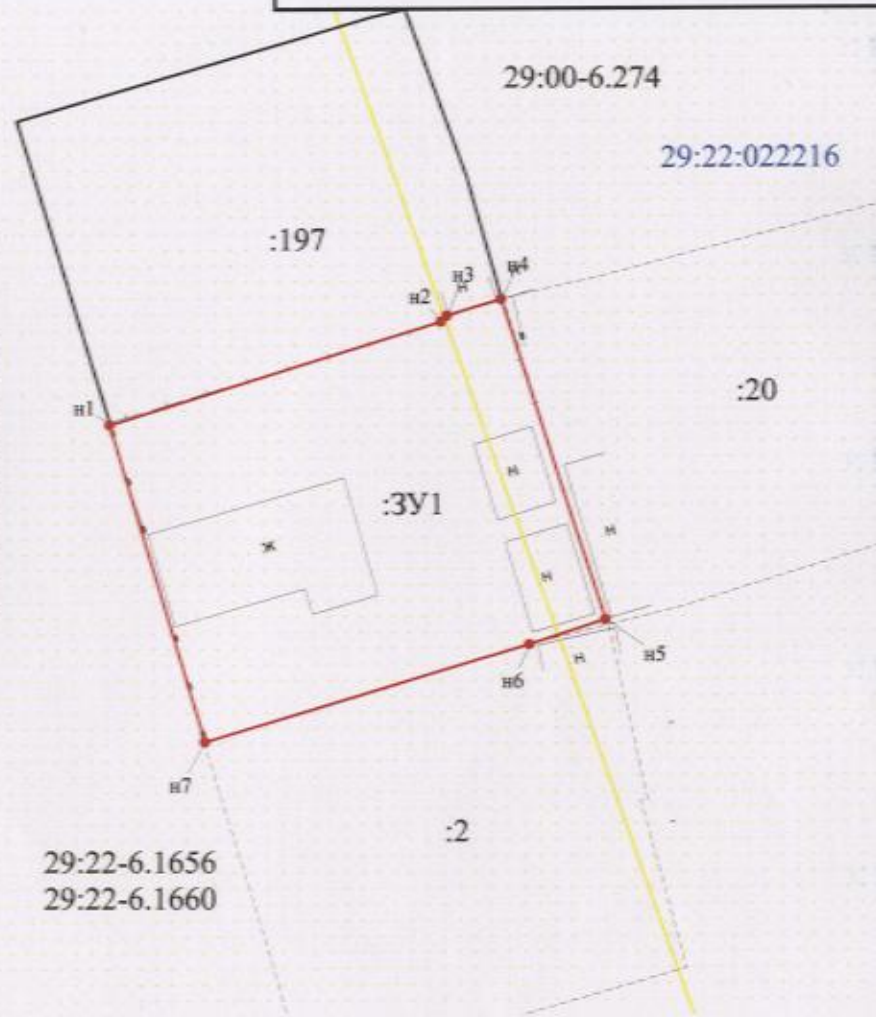 29:00-6.274
29:22:022216
:197
н4
н3
н
н2
:20
н1
:ЗУ1
н
ж
н
н
н
н5
н6
н7
:2
29:22-6.1656
29:22-6.1660